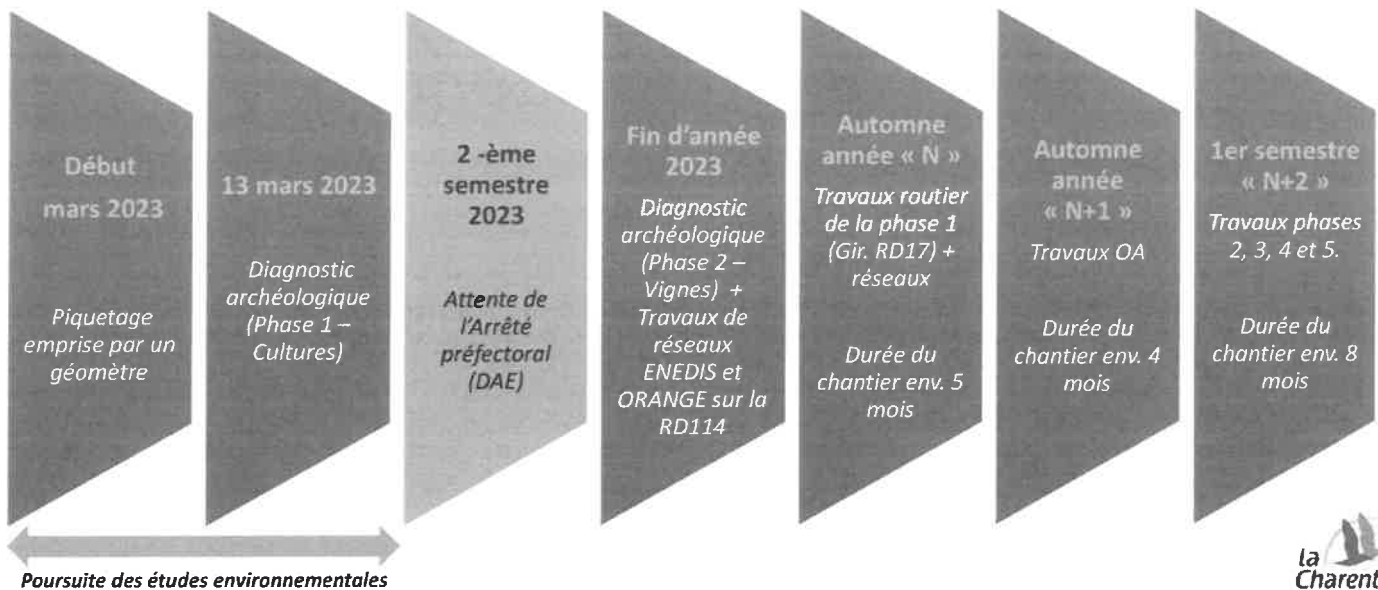 Début
mars 2023
Piquetage
emprise par un
géomètre
13 mars 2023
Diagnostic
archéologique
(Phase 1 –
Cultures)
2 -ème
semestre
2023
Attente de
l'Arrêté
préfectoral
(DAE)
Fin d'année
2023
Diagnostic
archéologique
(Phase 2 –
Vignes) +
Travaux de
réseaux
ENEDIS et
ORANGE sur la
RD114
Automne
année « N »
Travaux routier
de la phase 1
(Gir. RD17) +
réseaux
Durée du
chantier env. 5
mois
Automne
année
« N+1 »
Travaux OA
Durée du
chantier env. 4
mois
1er semestre
« N+2 »
Travaux phases
2, 3, 4 et 5.
Durée du
chantier env. 8
mois
Poursuite des études environnementales
la
Charent